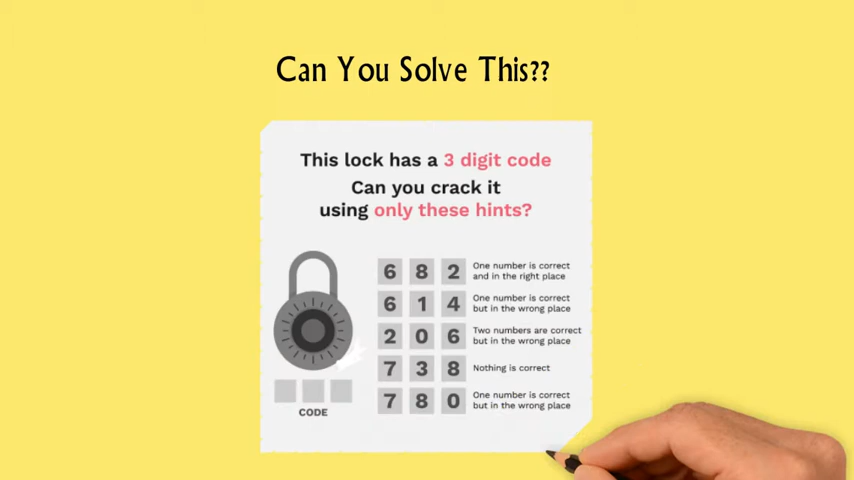 Can You Solve This??
This lock has a 3 digit code
Can you crack it
using only these hints?
6 8 2 One number is correct
and in the right place
6 1 4 One number is correct
but in the wrong place
2 0 6 Two numbers are correct
but in the wrong place
7 3 8 Nothing is correct
7 8 0 One number is correct
but in the wrong place
CODE